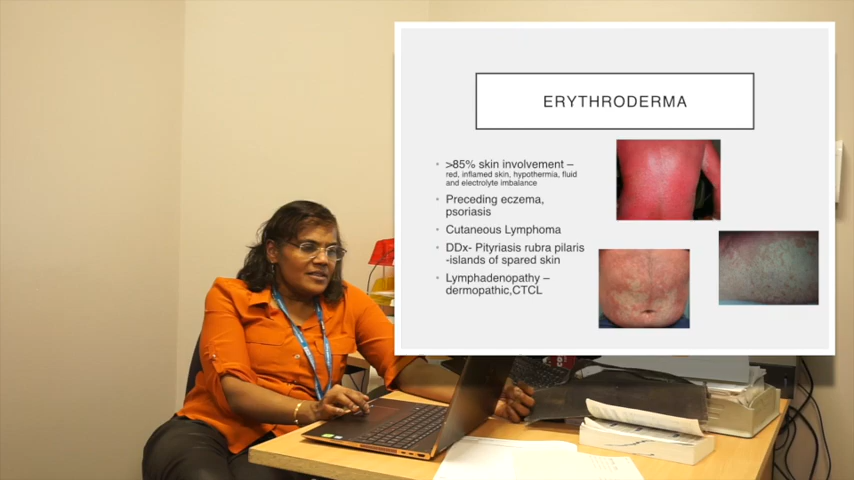 ERYTHRODERMA
>85% skin involvement –
red, inflamed skin, hypothermia, fluid
and electrolyte imbalance
Preceding eczema,
psoriasis
Cutaneous Lymphoma
DDx- Pityriasis rubra pilaris
-islands of spared skin
Lymphadenopathy –
dermopathic,CTCL